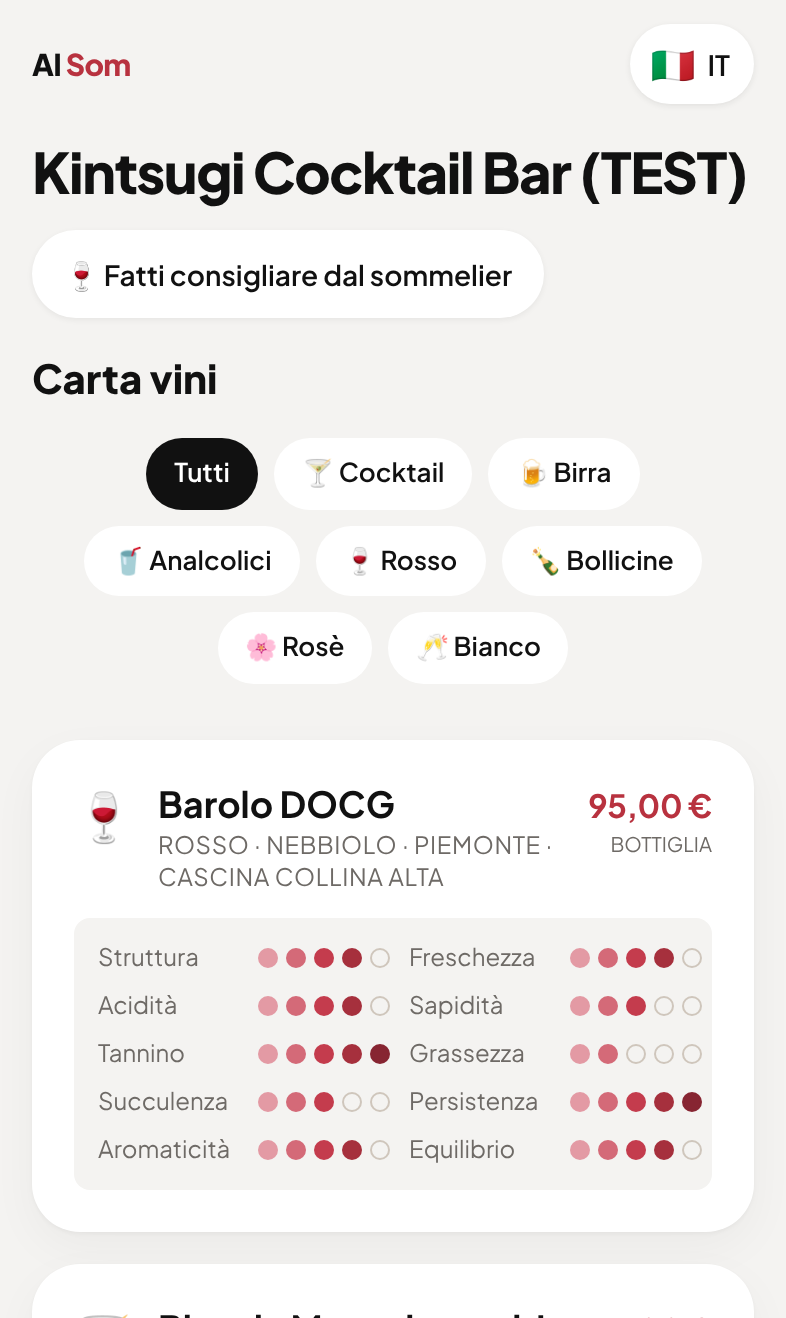 AI Som
IT
Kintsugi Cocktail Bar (TEST)
Fatti consigliare dal sommelier
Carta vini
Tutti
Cocktail
Birra
Analcolici
Rosso
Bollicine
Rosè
Bianco
Barolo DOCG
95,00 €
ROSSO · NEBBIOLO · PIEMONTE ·
BOTTIGLIA
CASCINA COLLINA ALTA
Struttura
Freschezza
Acidità
Sapidità
Tannino
Grassezza
Succulenza
Persistenza
Aromaticità
Equilibrio